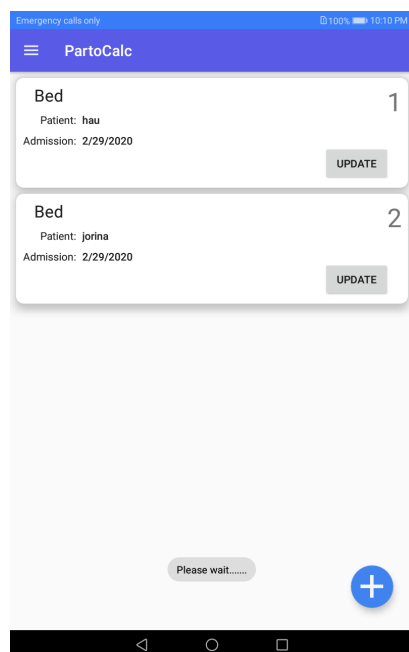 Emergency calls only 100% 10:10 PM
PartoCalc
Bed 1
Patient: hau
Admission: 2/29/2020
UPDATE
Bed 2
Patient: jorina
Admission: 2/29/2020
UPDATE
Please wait.......